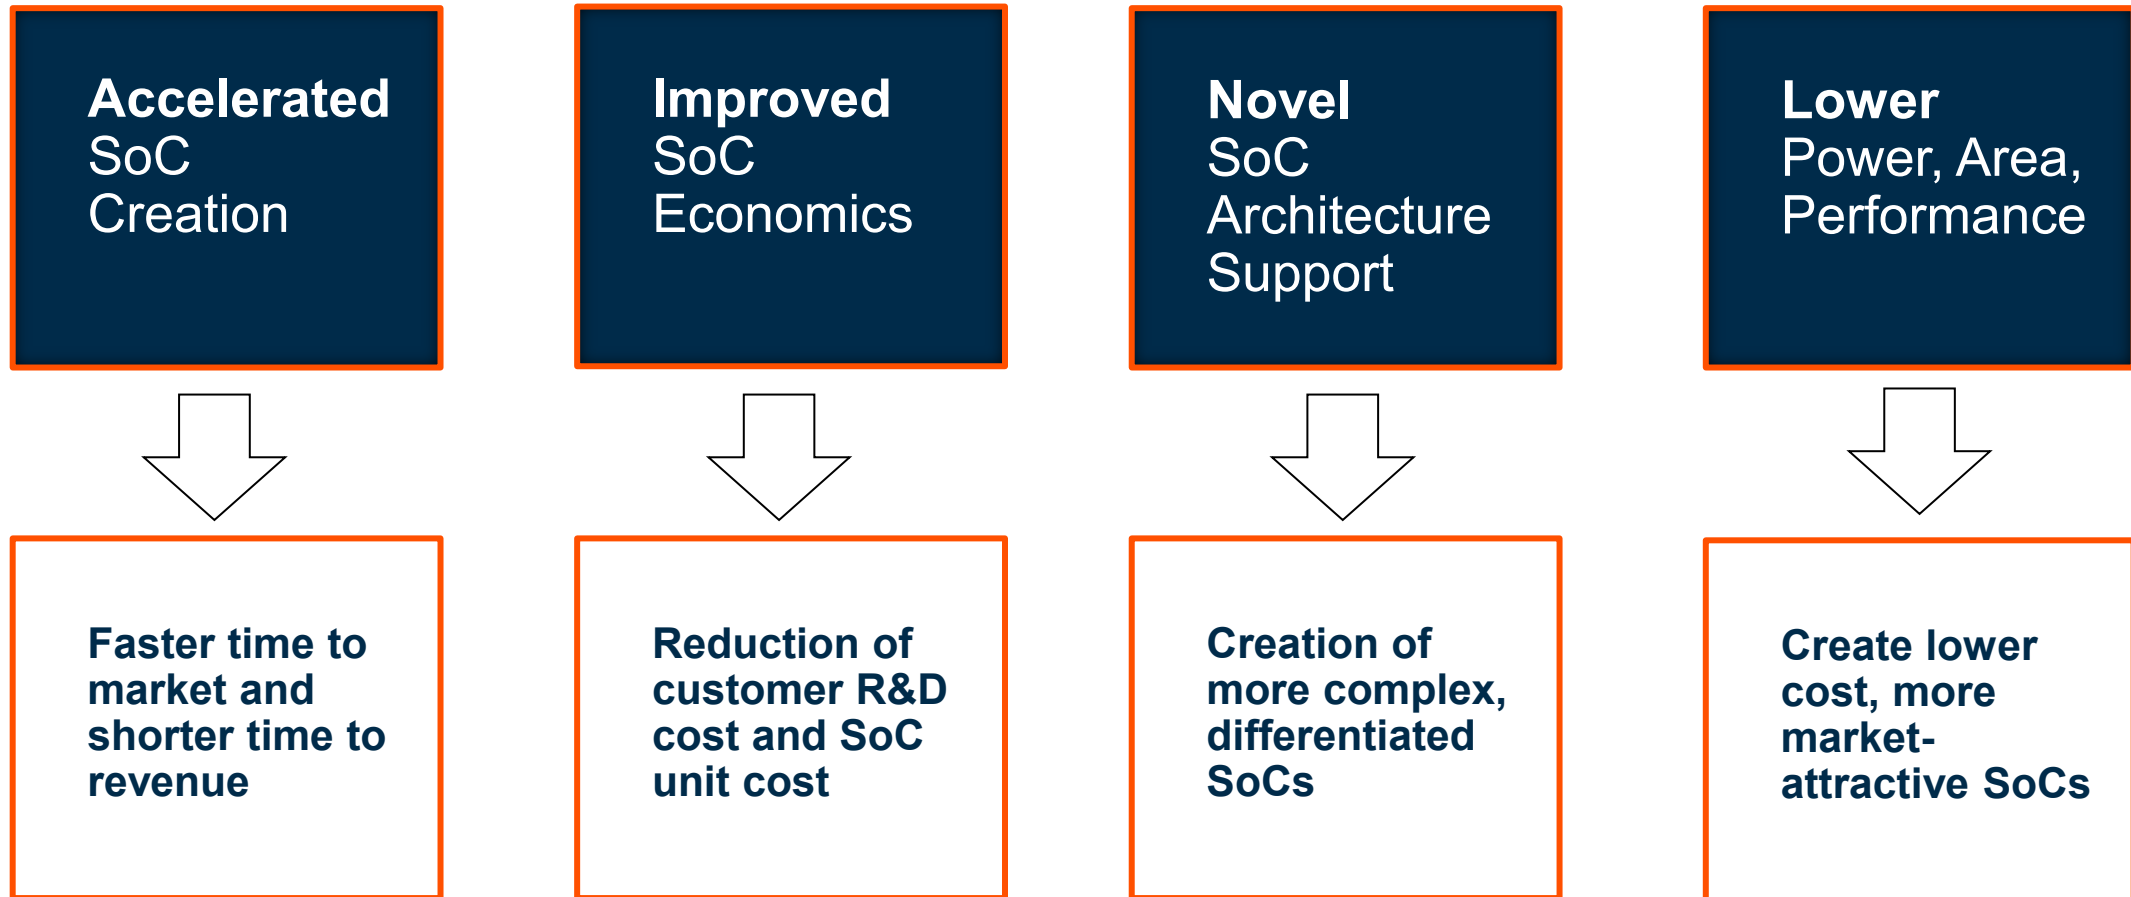 Accelerated
SoC
Creation
Improved
SoC
Economics
Novel
SoC
Architecture
Support
Lower
Power, Area,
Performance
Faster time to
market and
shorter time to
revenue
Reduction of
customer R&D
cost and SoC
unit cost
Creation of
more complex,
differentiated
SoCs
Create lower
cost, more
market-
attractive SoCs